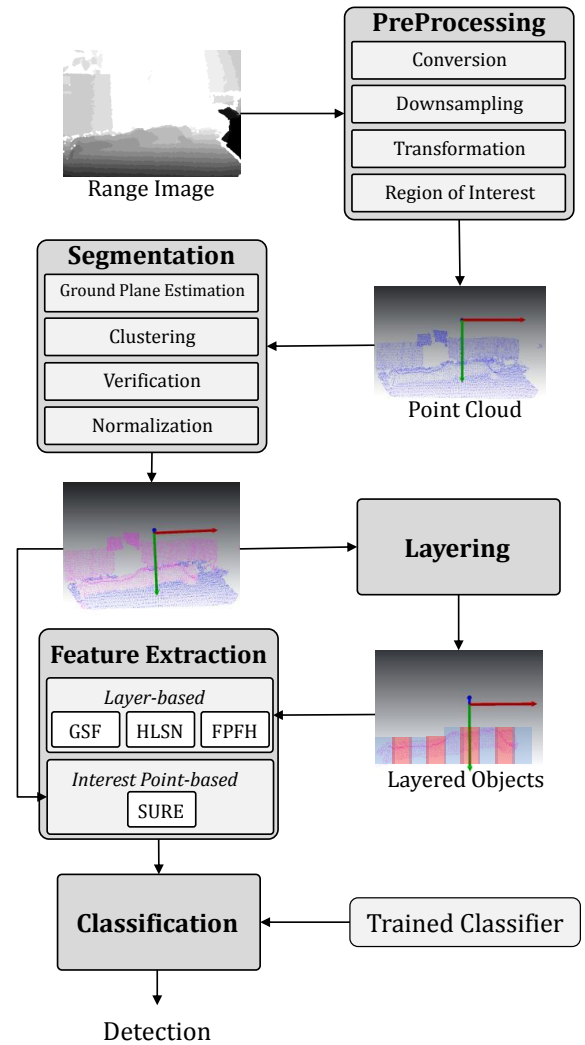 PreProcessing
Conversion
Downsampling
Transformation
Region of Interest
Range Image
Segmentation
Ground Plane Estimation
Clustering
Verification
Normalization
Point Cloud
Layering
Feature Extraction
Layer-based
GSF HLSN FPFH
Interest Point-based
SURE
Layered Objects
Classification
Trained Classifier
Detection